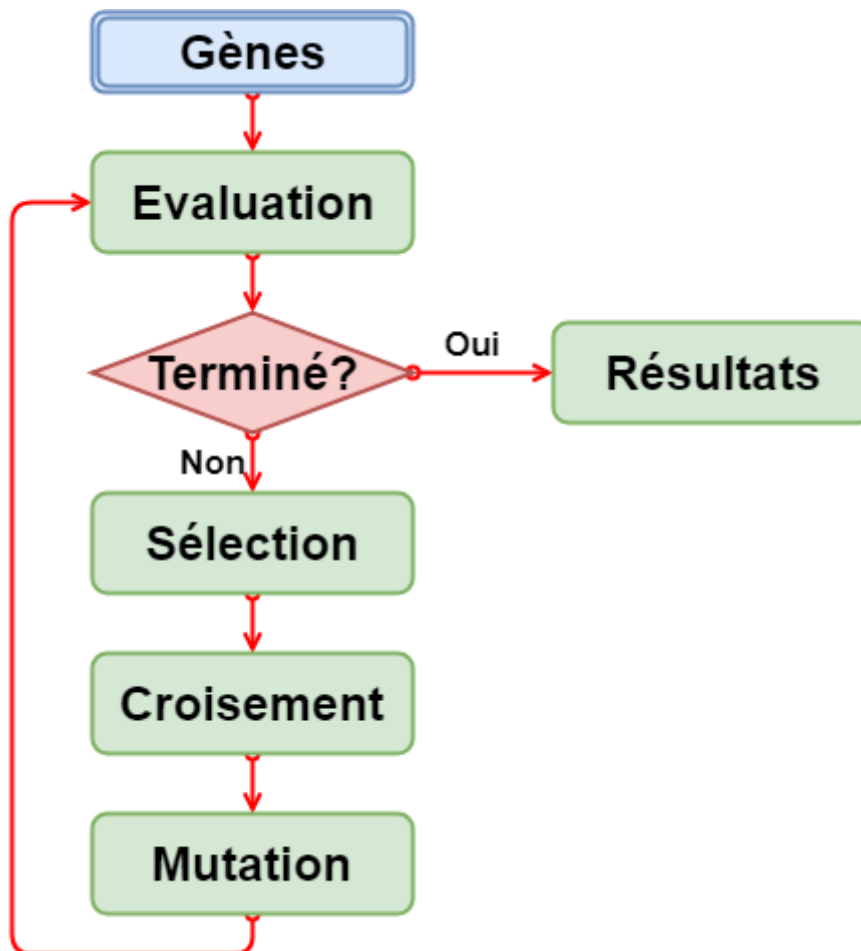 Gènes
Evaluation
Terminé?
Oui
Résultats
Non
Sélection
Croisement
Mutation